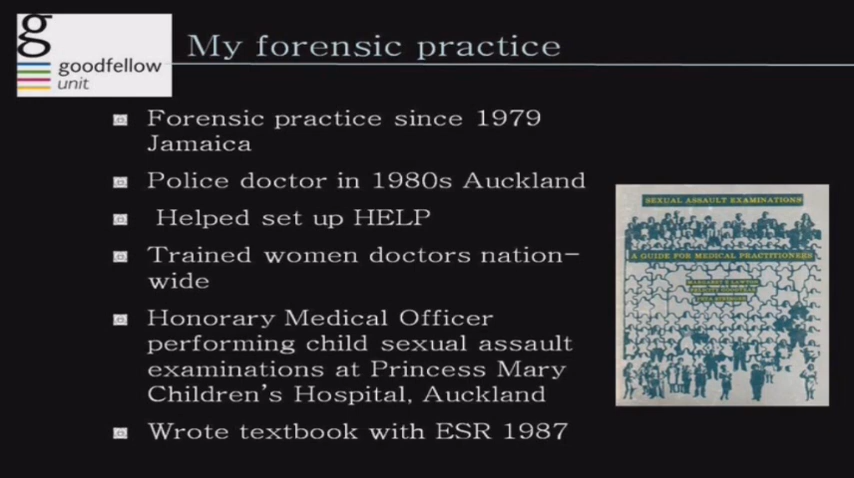 g
goodfellow
unit
My forensic practice
Forensic practice since 1979
Jamaica
Police doctor in 1980s Auckland
Helped set up HELP
Trained women doctors nation-
wide
Honorary Medical Officer
performing child sexual assault
examinations at Princess Mary
Children's Hospital, Auckland
Wrote textbook with ESR 1987
SEXUAL ASSAULT EXAMINATIONS
A GUIDE FOR MEDICAL PRACTITIONERS
MARGARET